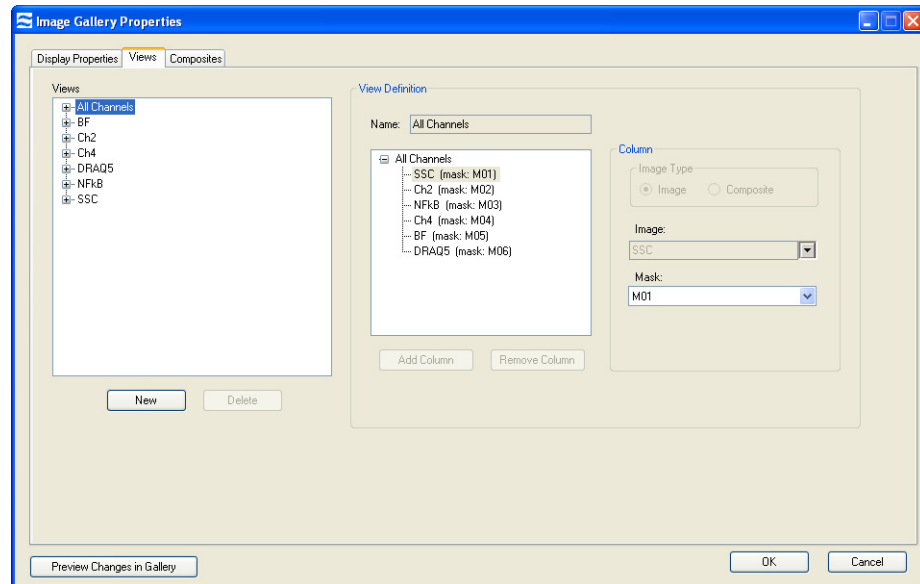 Image Gallery Properties
Display Properties Views Composites
Views
All Channels
BF
Ch2
Ch4
DRAQ5
NFkB
SSC
New Delete
View Definition
Name: All Channels
All Channels
SSC (mask: M01)
Ch2 (mask: M02)
NFkB (mask: M03)
Ch4 (mask: M04)
BF (mask: M05)
DRAQ5 (mask: M06)
Add Column Remove Column
Column
Image Type
Image Composite
Image:
SSC
Mask:
M01
Preview Changes in Gallery OK Cancel